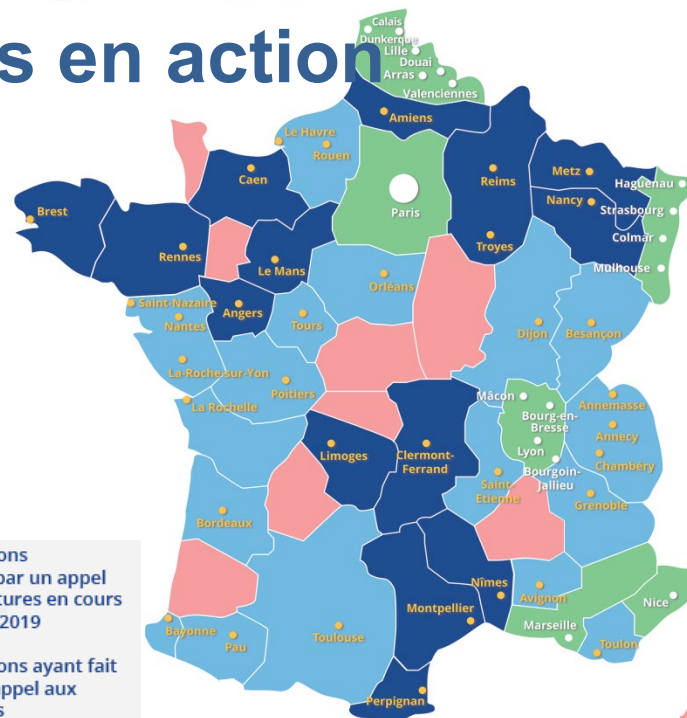 s en action
Calais
Dunkerque
Lille
Douai
Arras
Valenciennes
Amiens
Le Havre
Rouen
Caen
Paris
Reims
Metz
Haguenau
Nancy
Strasbourg
Brest
Colmar
Rennes
Troyes
Le Mans
Mulhouse
Orléans
Saint-Nazaire
Angers
Nantes
Tours
Dijon
Besançon
La-Roche-sur-Yon
Poitiers
Mâcon
La Rochelle
Bourg-en-
Bresse
Annemasse
Annecy
Limoges
Clermont-
Ferrand
Lyon
Chambéry
Bourgoin-
Jallieu
Saint-
Etienne
Grenoble
Bordeaux
ons
par un appel
tures en cours
2019
Nîmes
Avignon
Nice
Montpellier
Marseille
Bayonne
Toulouse
Pau
Toulon
ons ayant fait
appel aux
s
Perpignan